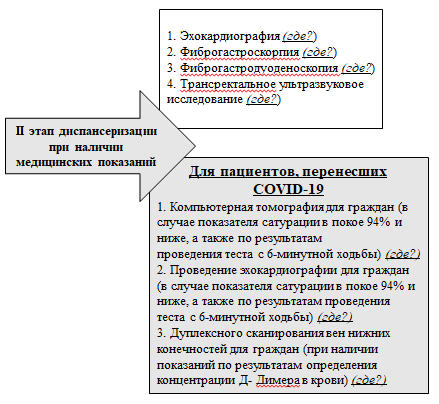 1. Эхокардиография (где?)
2. Фиброгастроскорпия (где?)
3. Фиброгастродуоденоскопия (где?)
4. Трансректальное ультразвуковое
исследование (где?)
II этап диспансеризации
при наличии
медицинских показаний
Для пациентов, перенесших
COVID-19
1. Компьютерная томография для граждан (в
случае показателя сатурации в покое 94% и
ниже, а также по результатам
проведения теста с 6-минутной ходьбы) (где?)
2. Проведение эхокардиографии для граждан
(в случае показателя сатурации в покое 94% и
ниже, а также по результатам проведения
теста с 6-минутной ходьбы) (где?)
3. Дуплексного сканирования вен нижних
конечностей для граждан (при наличии
показаний по результатам определения
концентрации Д- Димера в крови) (где?)